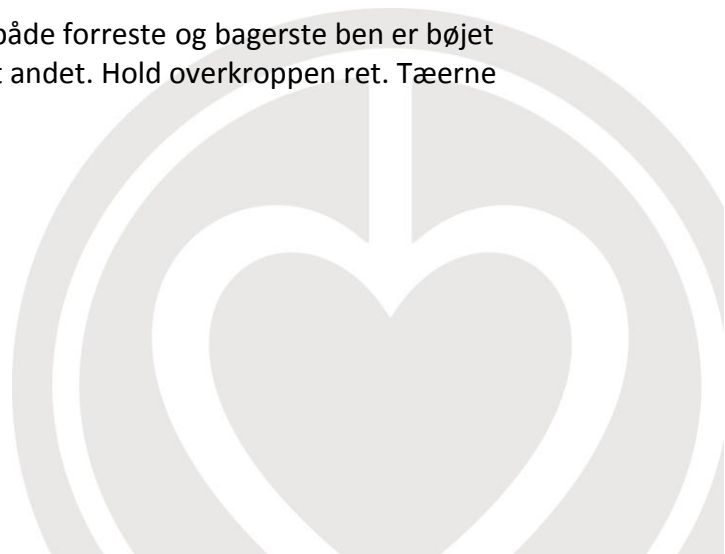 både forreste og bagerste ben er bøjet
andet. Hold overkroppen ret. Tæerne